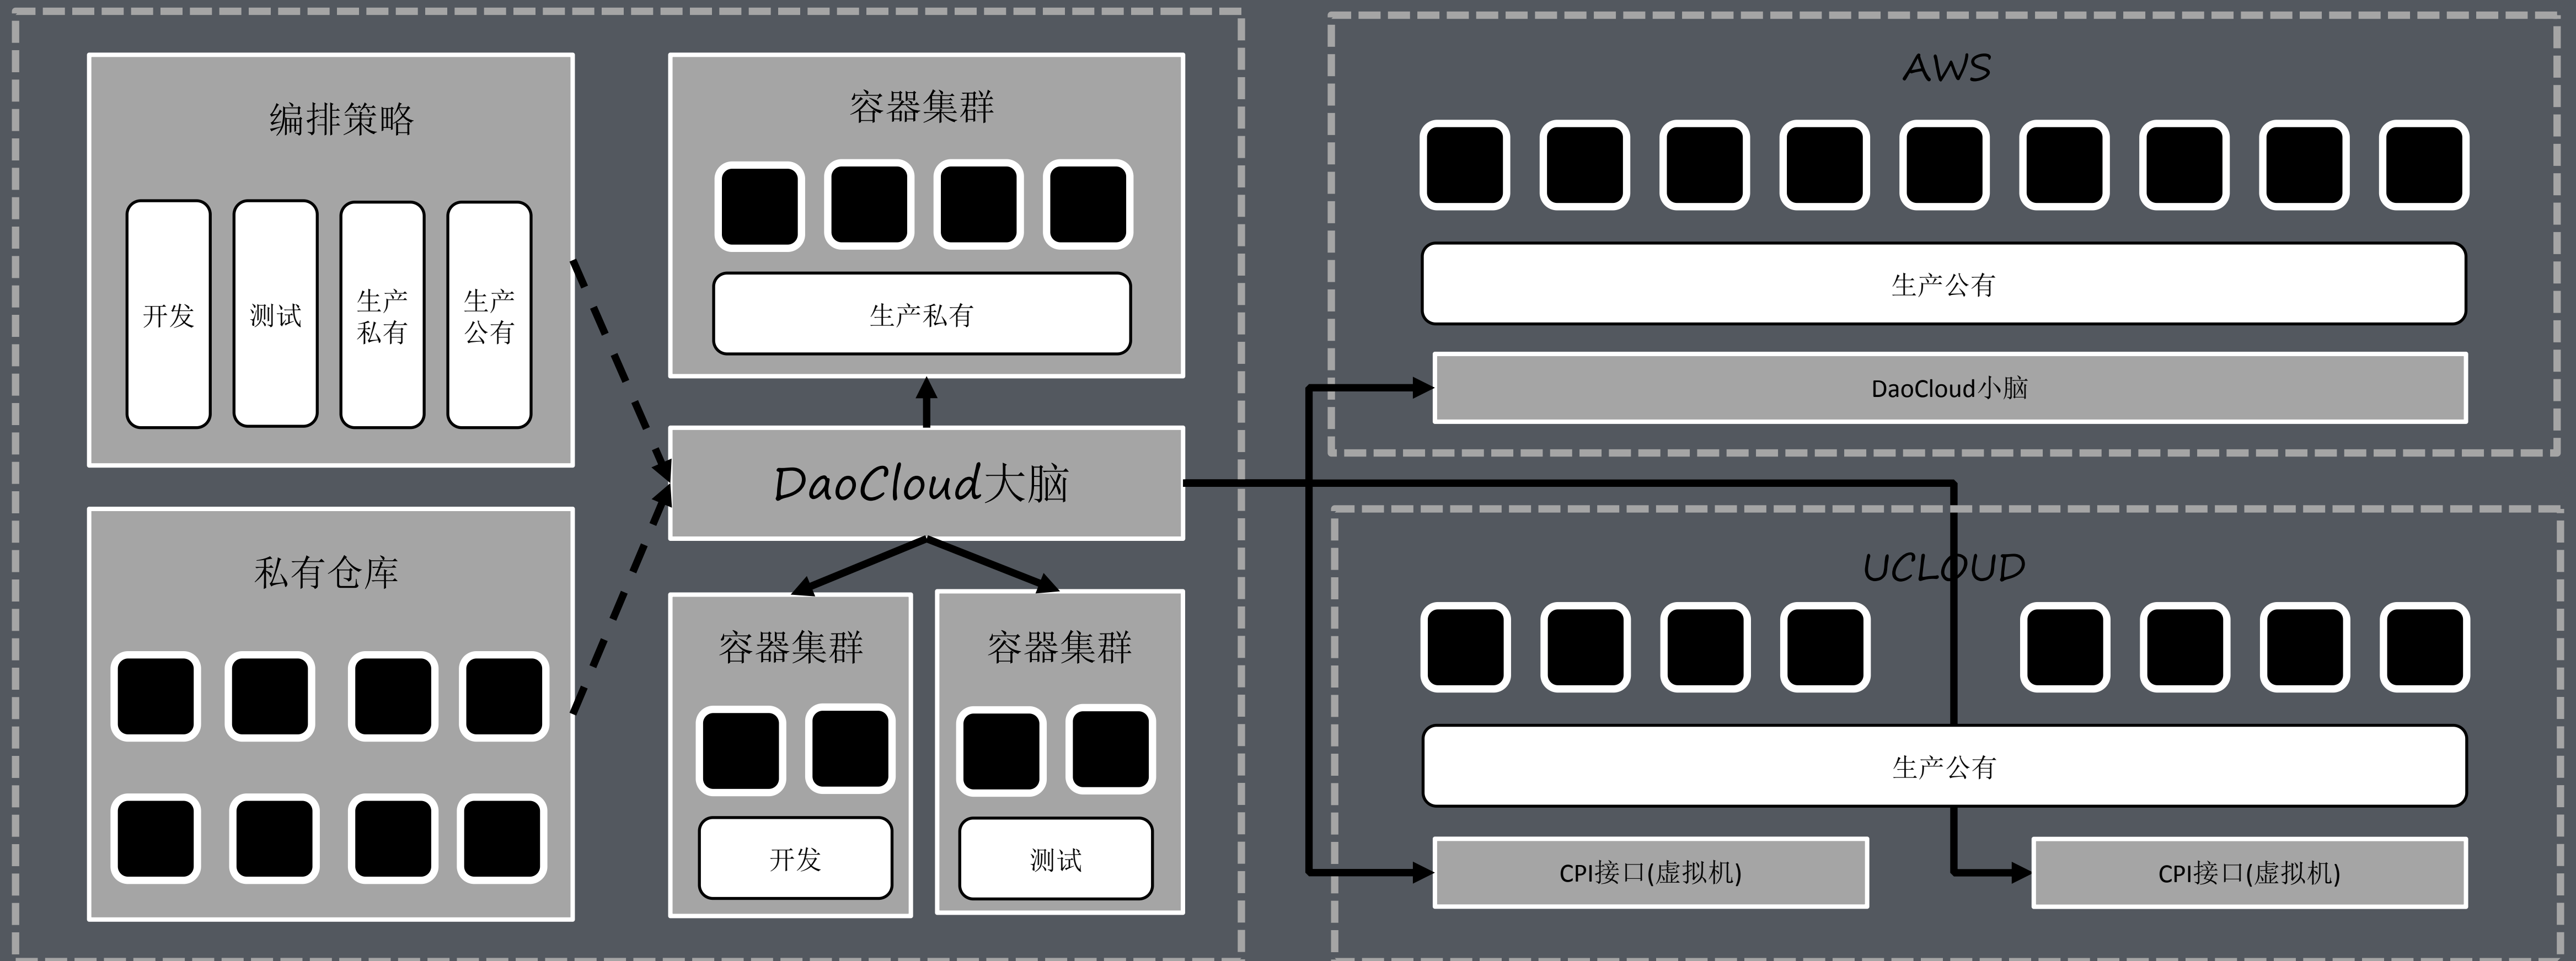 编排策略
开发
测试
生产
私有
生产
公有
私有仓库
容器集群
生产私有
DaoCloud大脑
容器集群
开发
容器集群
测试
AWS
生产公有
DaoCloud小脑
UCLOUD
生产公有
CPI接口(虚拟机)
CPI接口(虚拟机)